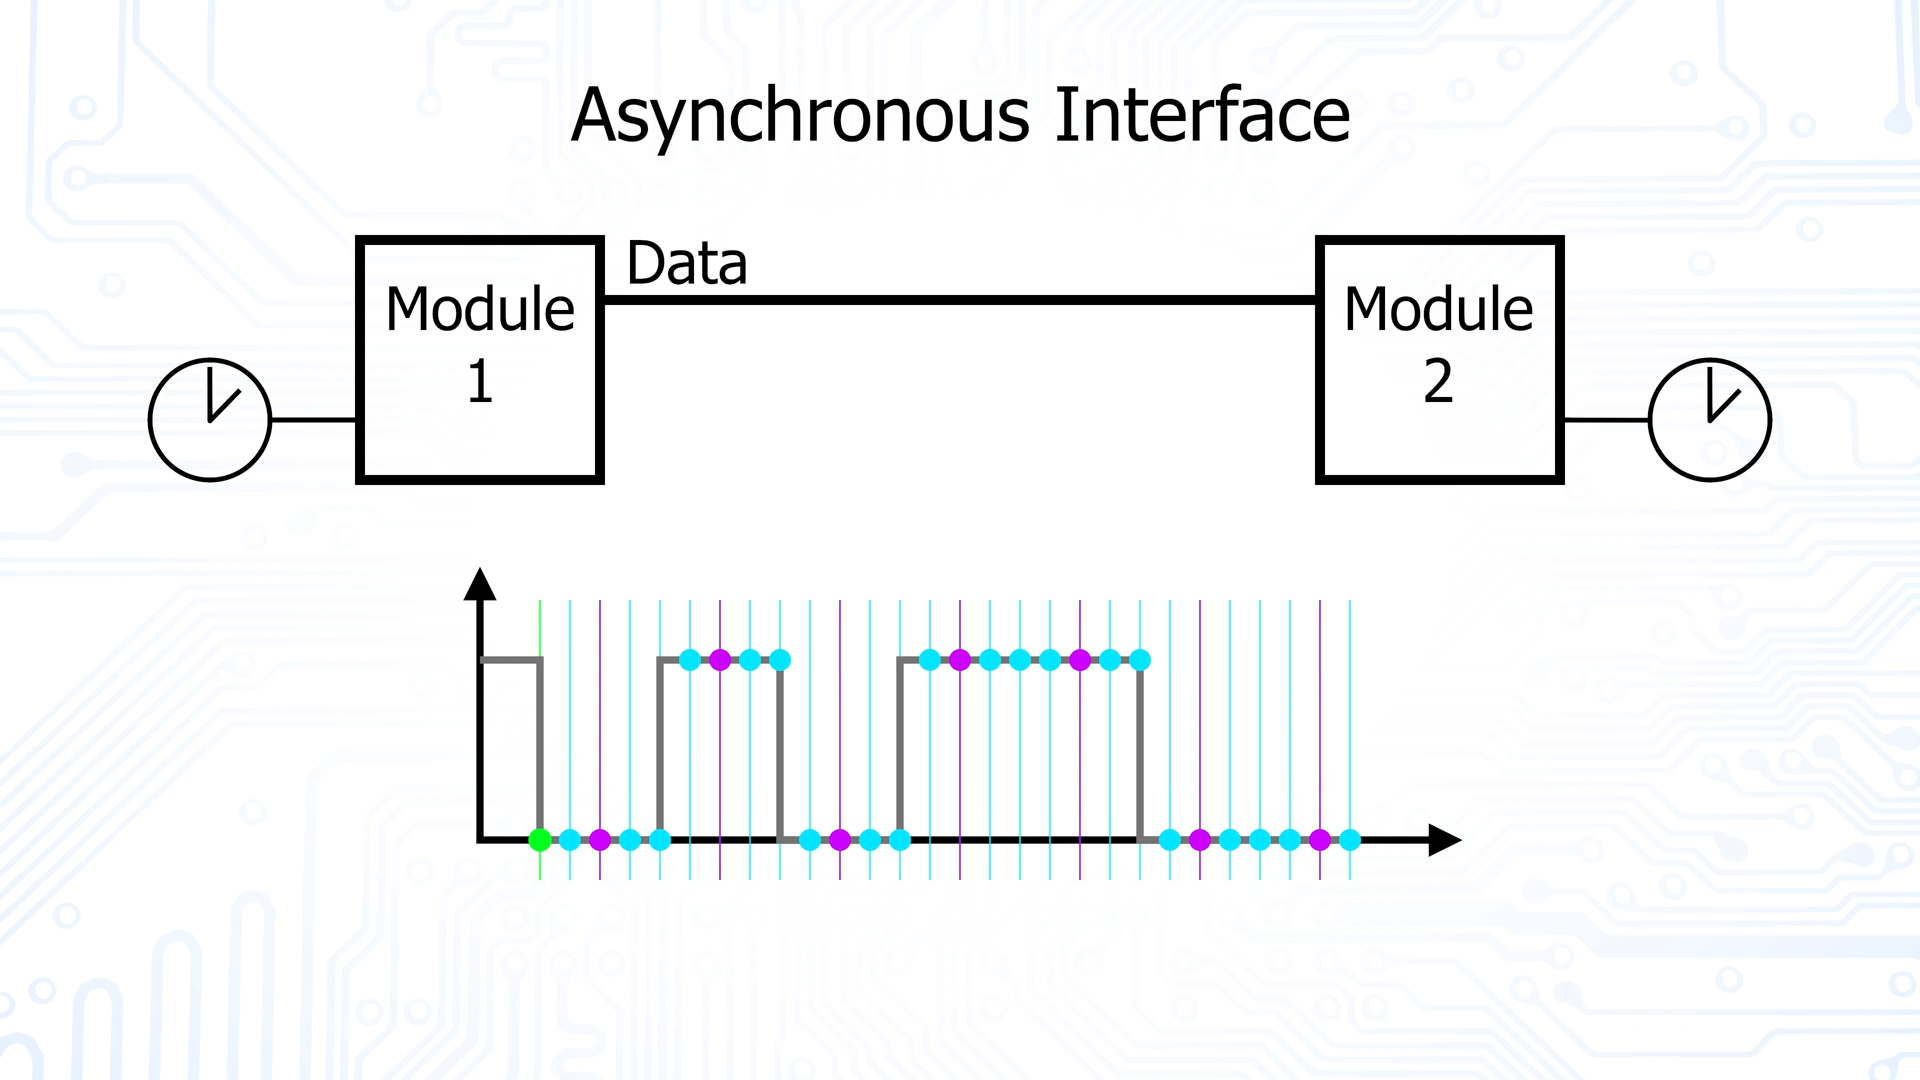 Asynchronous Interface
Data
Module
1
Module
2